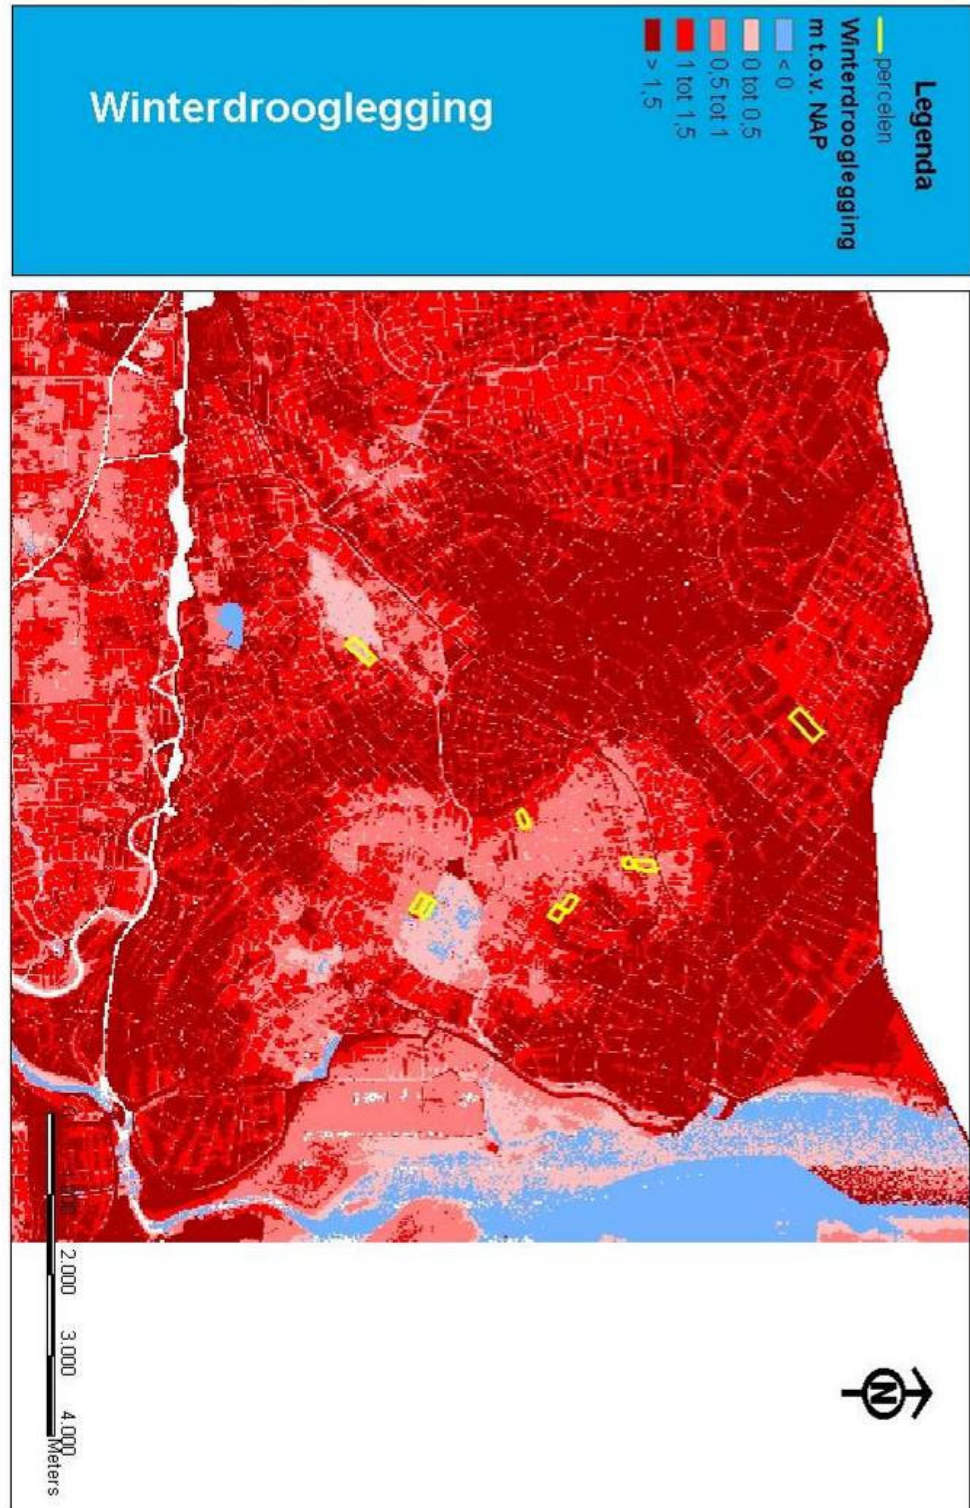 Winterdrooglegging
Legenda
percelen
Winterdrooglegging
m t.o.v. NAP
< 0
0 tot 0,5
0,5 tot 1
1 tot 1,5
> 1,5
N
2.000 3.000 4.000
Meters